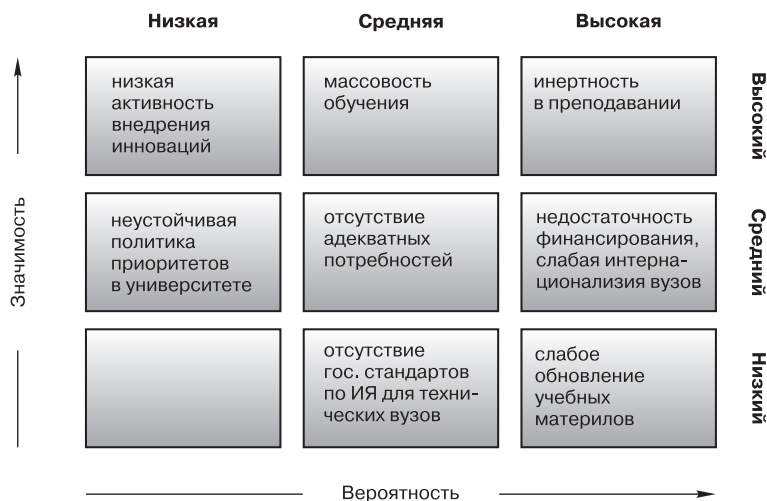 Низкая
Средняя
Высокая
низкая
активность
внедрения
инноваций
массовость
обучения
инертность
в преподавании
Высокий
Значимость
неустойчивая
политика
приоритетов
в университете
отсутствие
адекватных
потребностей
недостаточность
финансирования,
слабая интерна-
ционализия вузов
Средний
отсутствие
гос. стандартов
по ИЯ для техни-
ческих вузов
слабое
обновление
учебных
материлов
Низкий
Вероятность